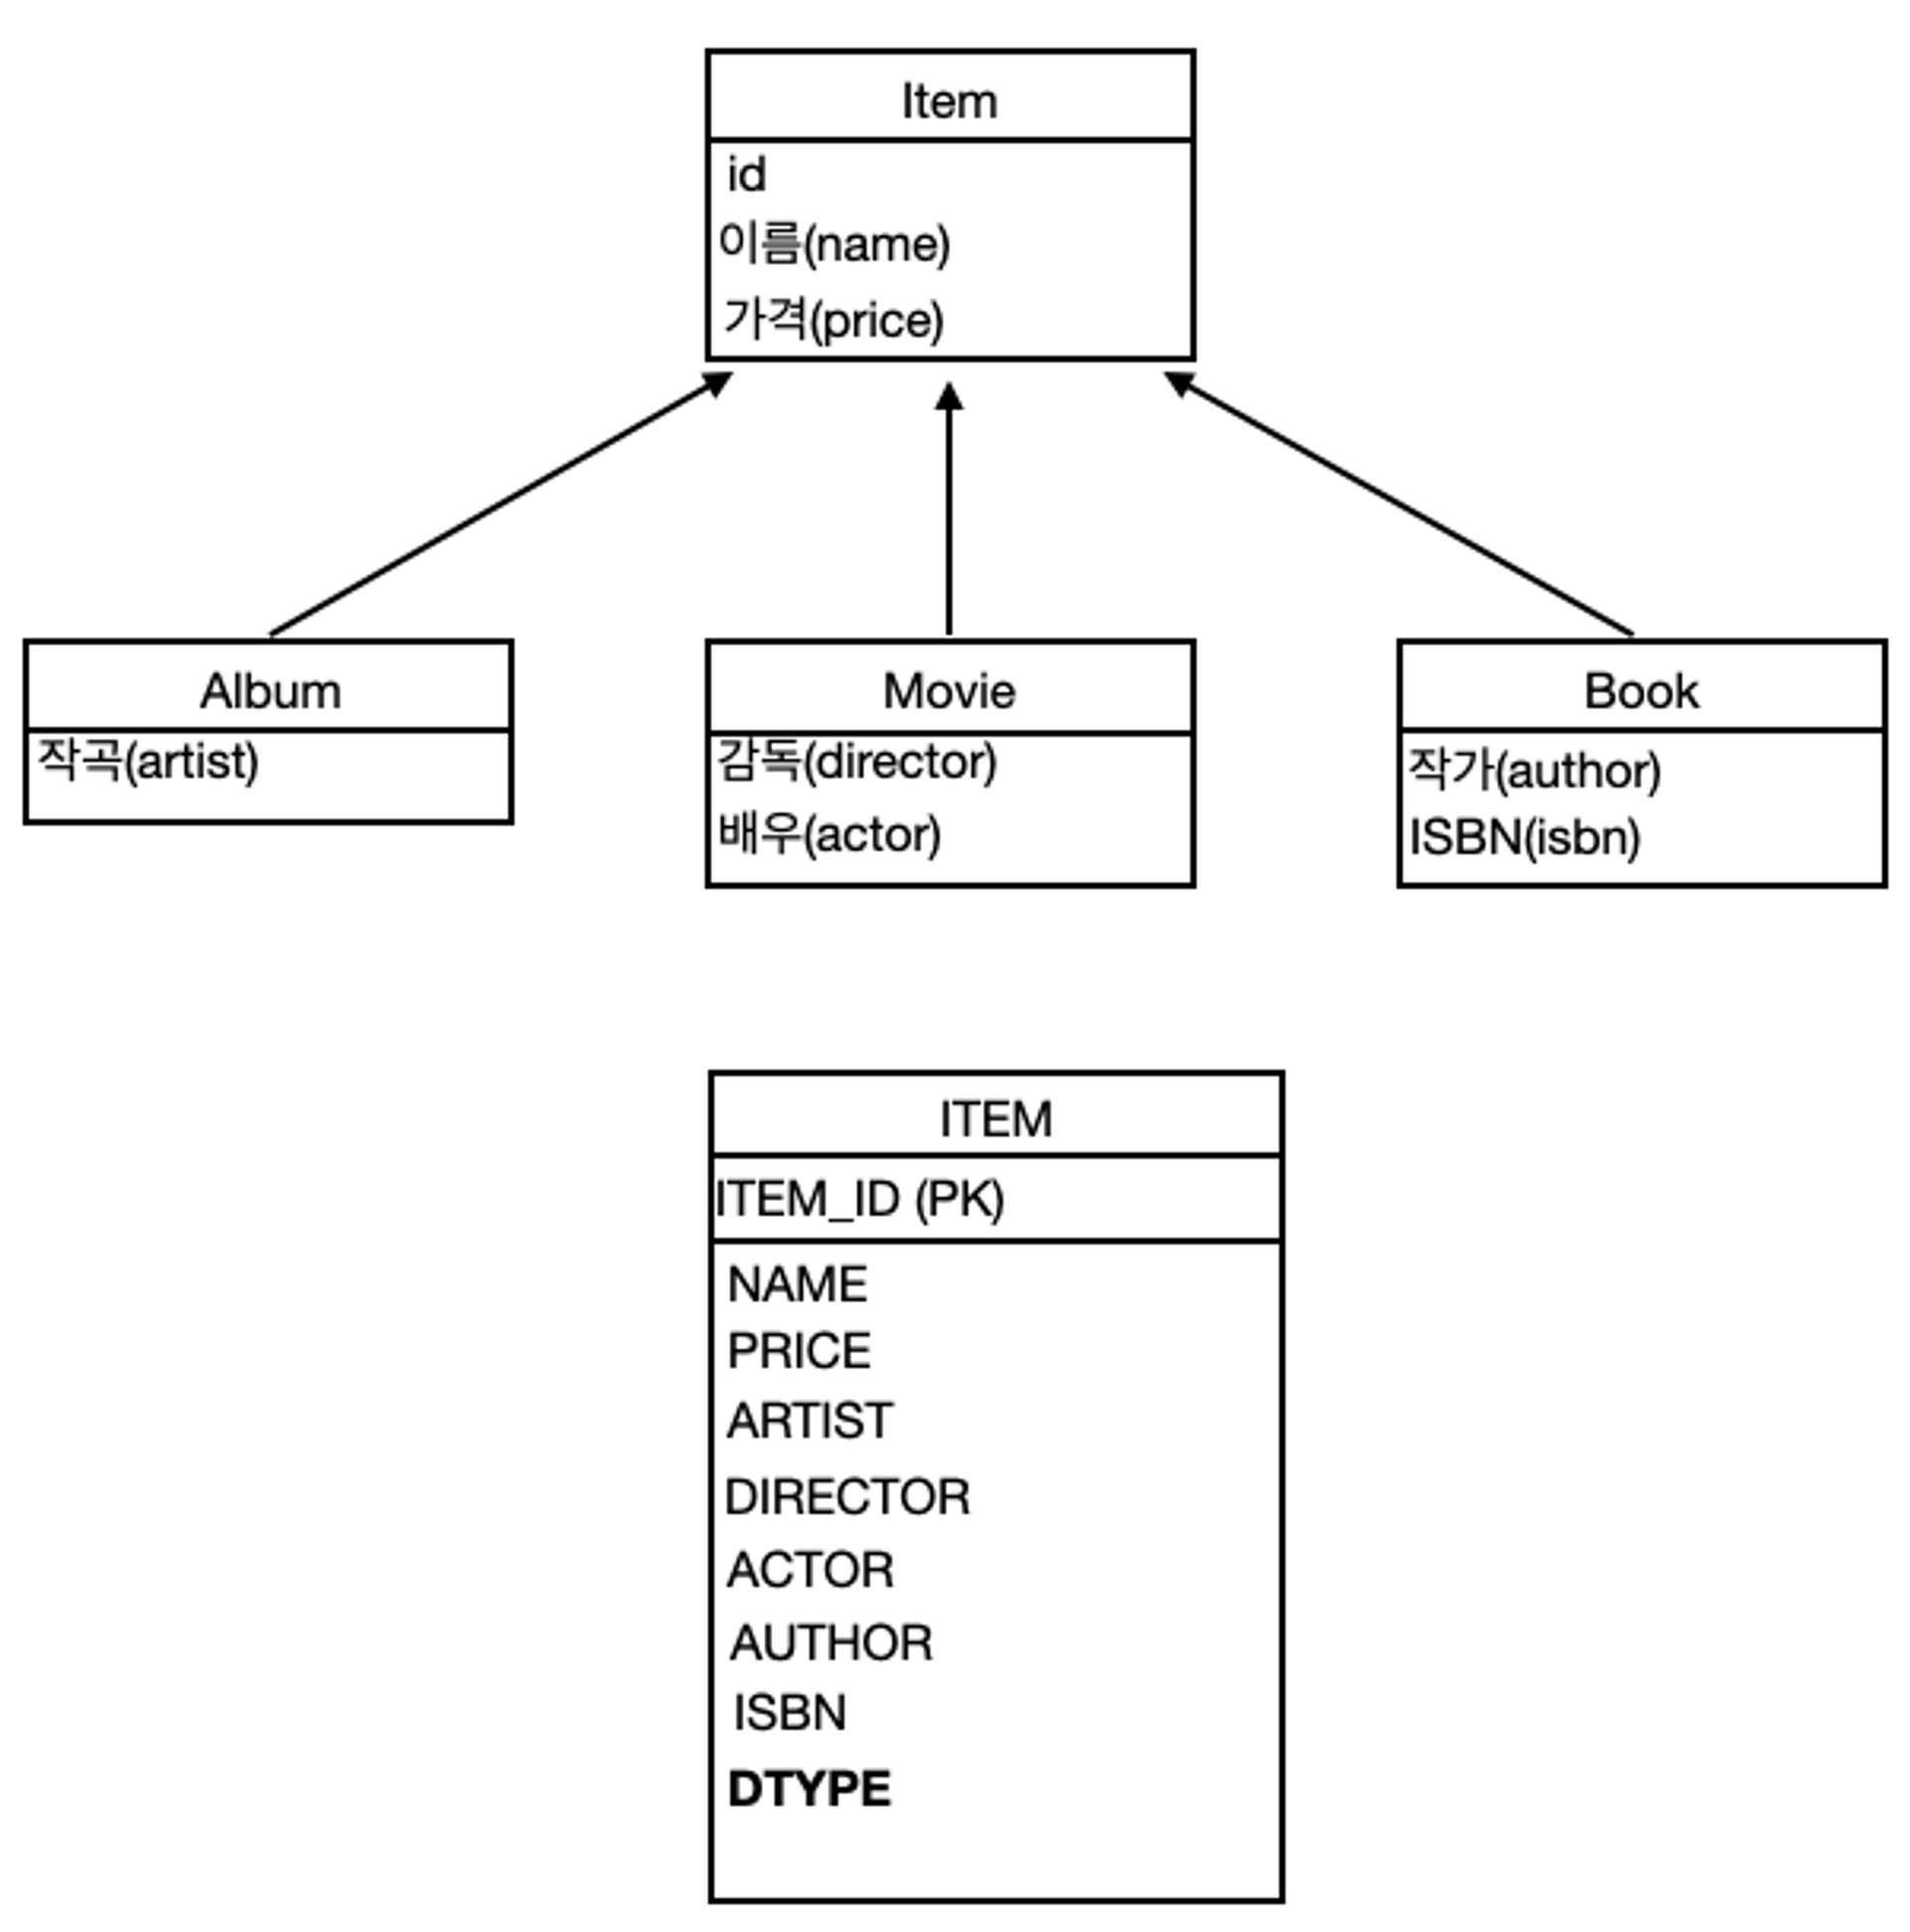 Item
id
이름(name)
가격(price)
Album
작곡(artist)
Movie
감독(director)
배우(actor)
Book
작가(author)
ISBN(isbn)
ITEM
ITEM_ID (PK)
NAME
PRICE
ARTIST
DIRECTOR
ACTOR
AUTHOR
ISBN
DTYPE